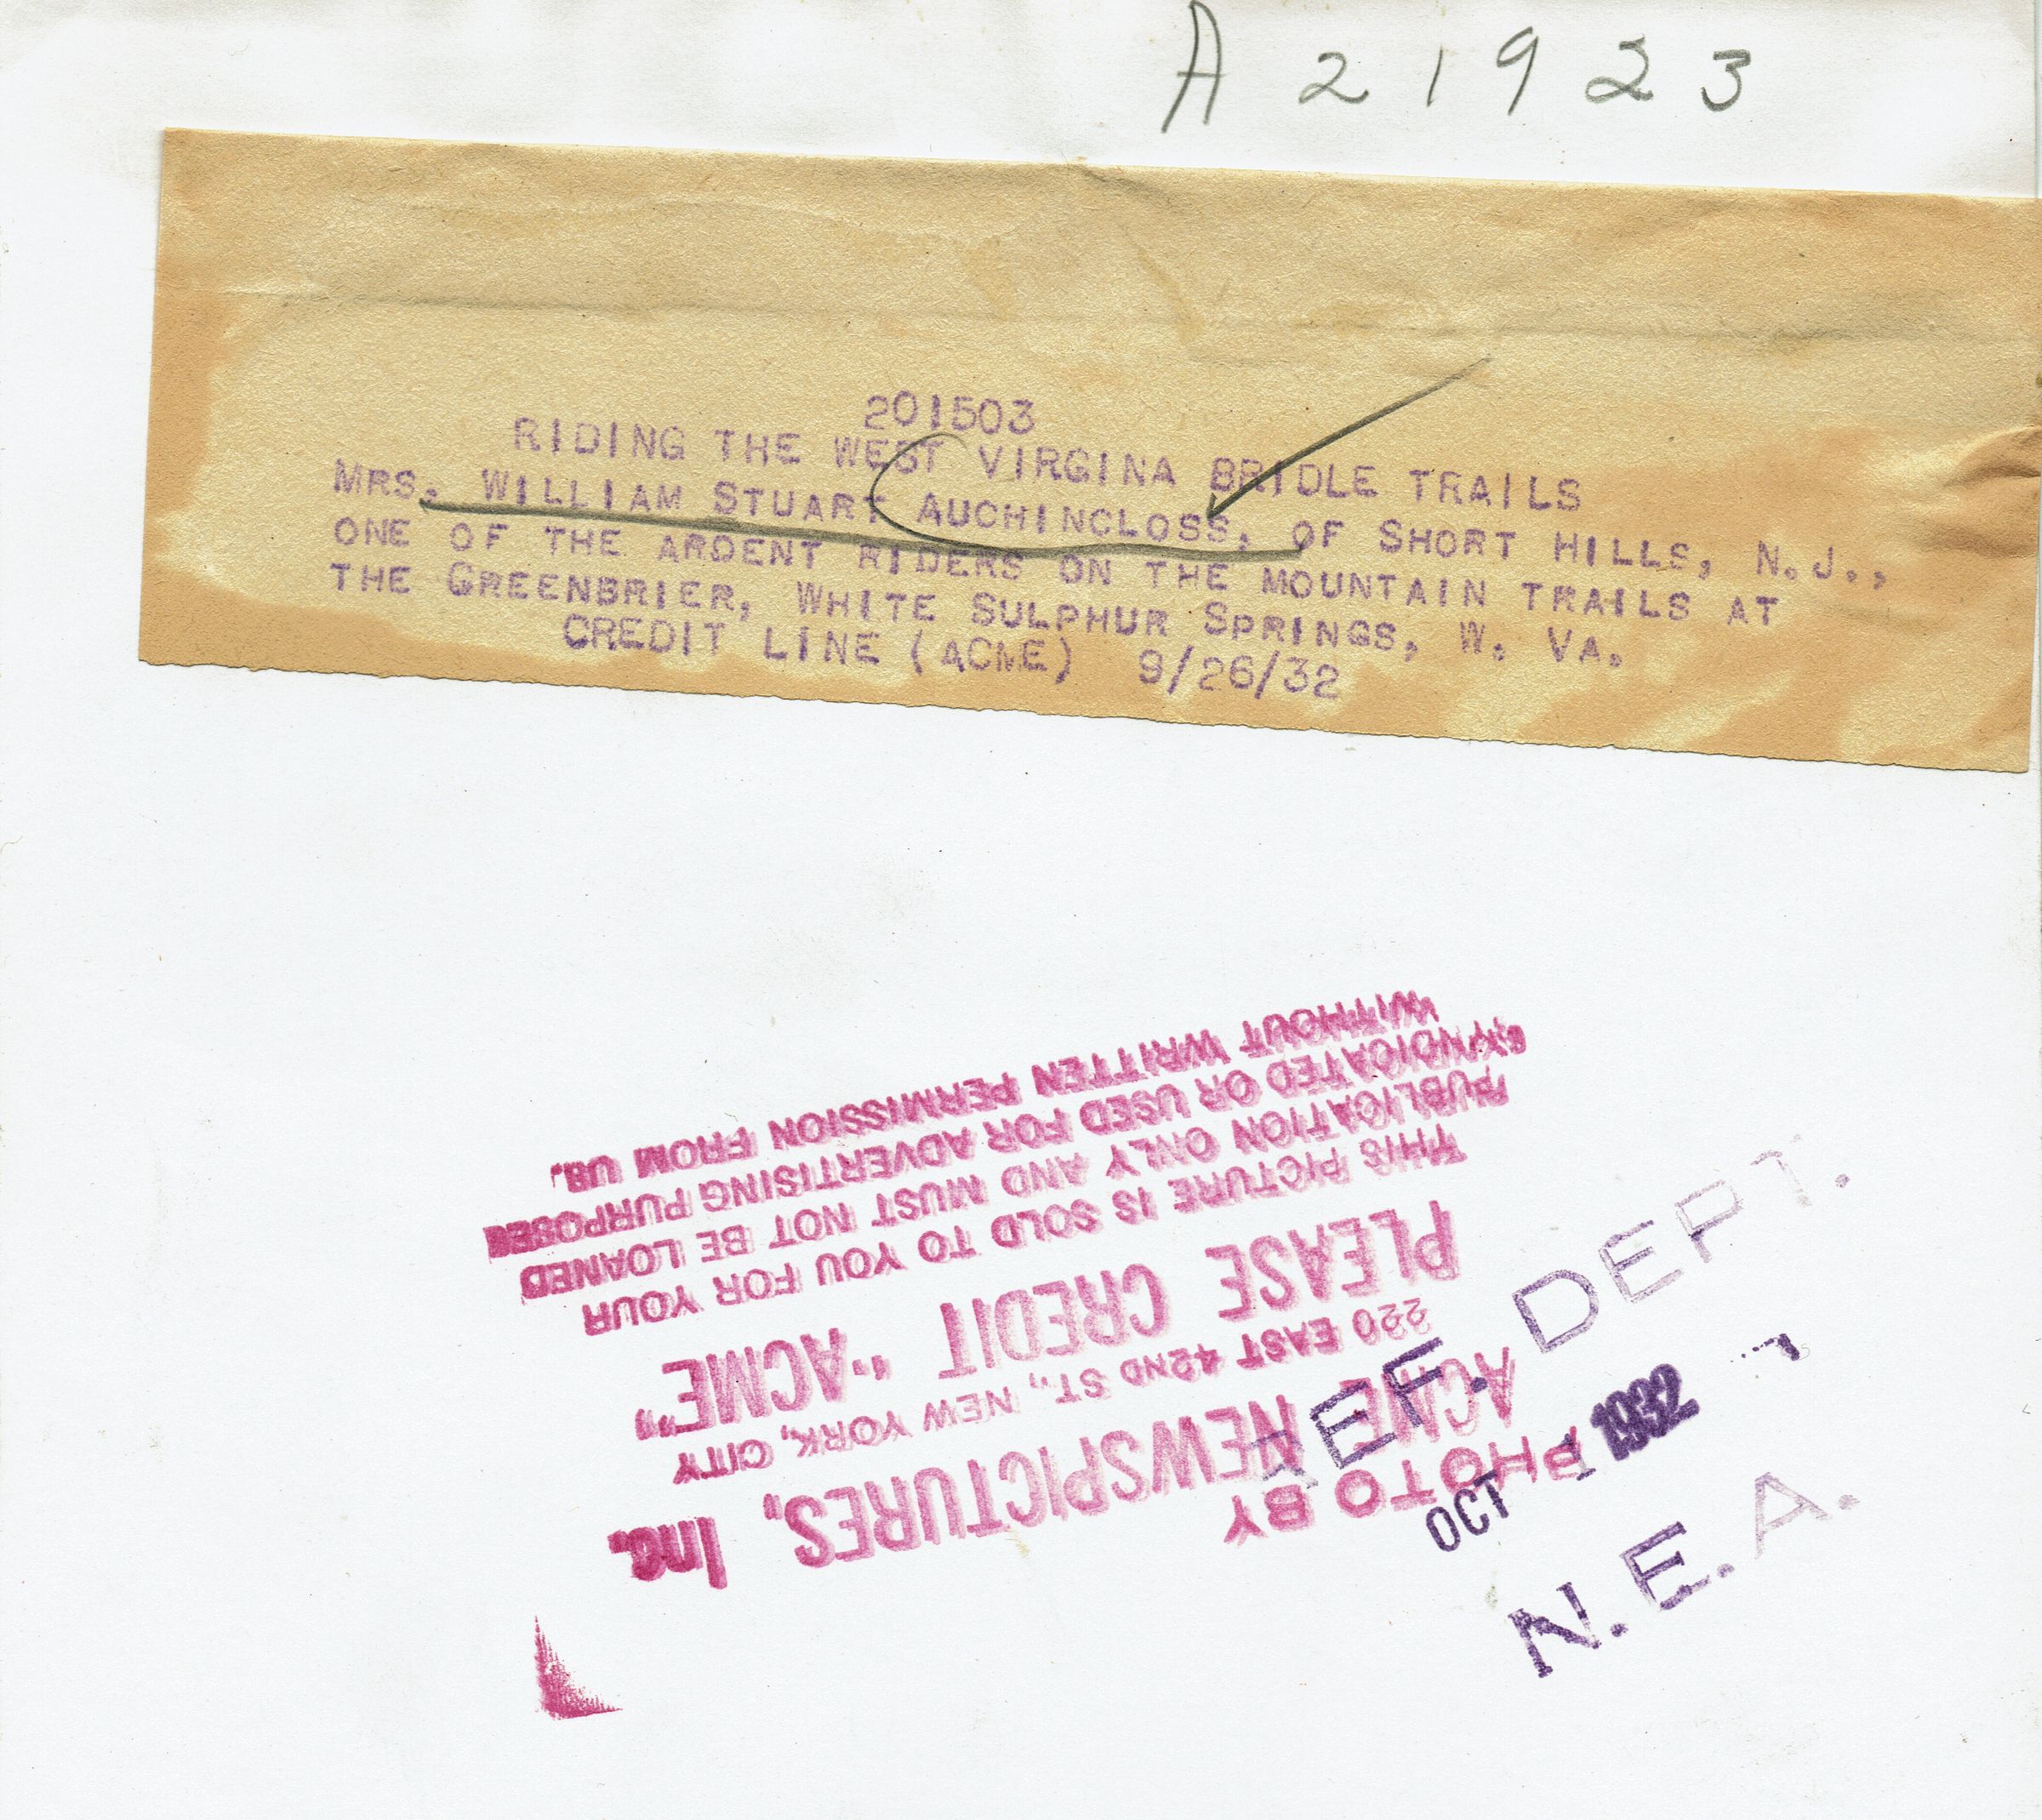 A 21923
201503
RIDING THE WEST VIRGINA BRIDLE TRAILS
MRS. WILLIAM STUART AUCHINCLOSS, OF SHORT HILLS, N.J.,
ONE OF THE ARDENT RIDERS ON THE MOUNTAIN TRAILS AT
THE GREENBRIER, WHITE SULPHUR SPRINGS, W. VA.
CREDIT LINE (ACME) 9/26/32
PHOTO BY
ACME NEWSPICTURES, Inc.
220 EAST 42ND ST., NEW YORK, CITY
PLEASE CREDIT "ACME"
THIS PICTURE IS SOLD TO YOU FOR YOUR
PUBLICATION ONLY AND MUST NOT BE LOANED
SYNDICATED OR USED FOR ADVERTISING PURPOSES
WITHOUT WRITTEN PERMISSION FROM US.
REF. DEPT.
OCT 1932
N.E.A.